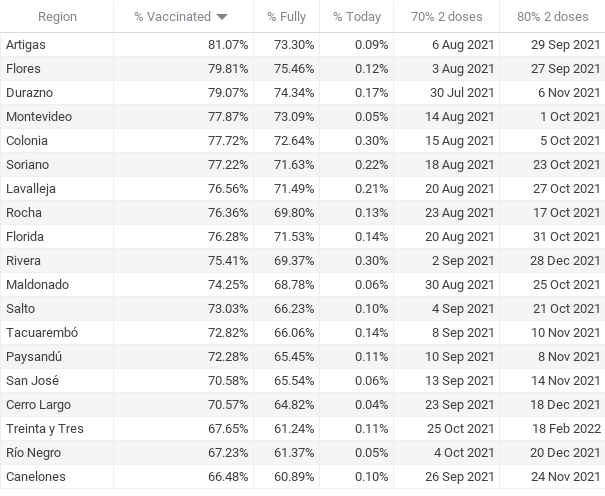 Region % Vaccinated % Fully % Today 70% 2 doses 80% 2 doses
Artigas 81.07% 73.30% 0.09% 6 Aug 2021 29 Sep 2021
Flores 79.81% 75.46% 0.12% 3 Aug 2021 27 Sep 2021
Durazno 79.07% 74.34% 0.17% 30 Jul 2021 6 Nov 2021
Montevideo 77.87% 73.09% 0.05% 14 Aug 2021 1 Oct 2021
Colonia 77.72% 72.64% 0.30% 15 Aug 2021 5 Oct 2021
Soriano 77.22% 71.63% 0.22% 18 Aug 2021 23 Oct 2021
Lavalleja 76.56% 71.49% 0.21% 20 Aug 2021 27 Oct 2021
Rocha 76.36% 69.80% 0.13% 23 Aug 2021 17 Oct 2021
Florida 76.28% 71.53% 0.14% 20 Aug 2021 31 Oct 2021
Rivera 75.41% 69.37% 0.30% 2 Sep 2021 28 Dec 2021
Maldonado 74.25% 68.78% 0.06% 30 Aug 2021 25 Oct 2021
Salto 73.03% 66.23% 0.10% 4 Sep 2021 21 Oct 2021
Tacuarembó 72.82% 66.06% 0.14% 8 Sep 2021 10 Nov 2021
Paysandú 72.28% 65.45% 0.11% 10 Sep 2021 8 Nov 2021
San José 70.58% 65.54% 0.06% 13 Sep 2021 14 Nov 2021
Cerro Largo 70.57% 64.82% 0.04% 23 Sep 2021 18 Dec 2021
Treinta y Tres 67.65% 61.24% 0.11% 25 Oct 2021 18 Feb 2022
Río Negro 67.23% 61.37% 0.05% 4 Oct 2021 20 Dec 2021
Canelones 66.48% 60.89% 0.10% 26 Sep 2021 24 Nov 2021